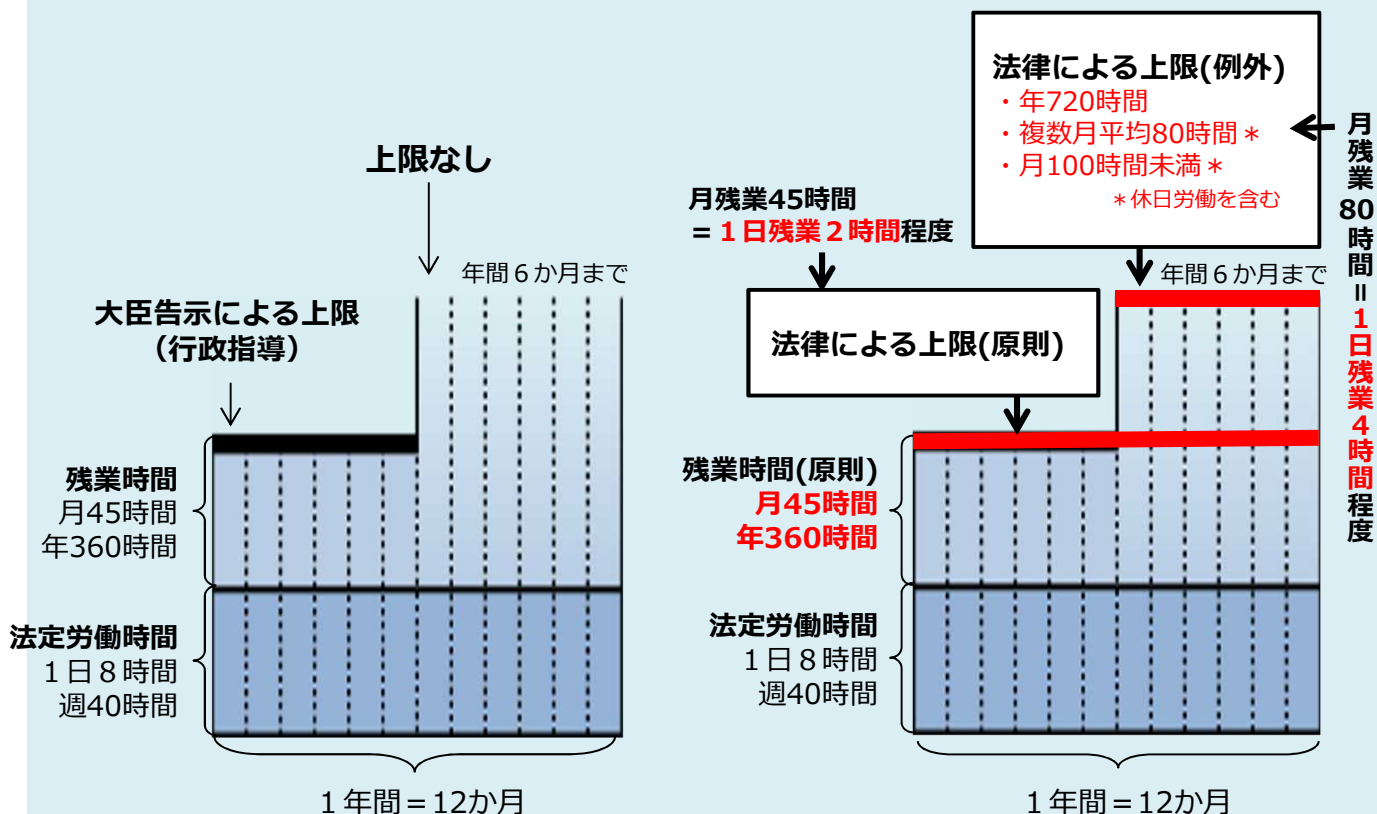 上限なし
年間６か月まで
大臣告示による上限
（行政指導）
残業時間
月45時間
年360時間
法定労働時間
１日８時間
週40時間
１年間＝12か月
法律による上限(例外)
・年720時間
・複数月平均80時間＊
・月100時間未満＊
＊休日労働を含む
月残業80時間＝１日残業４時間程度
月残業45時間
＝１日残業２時間程度
年間６か月まで
法律による上限(原則)
残業時間(原則)
月45時間
年360時間
法定労働時間
１日８時間
週40時間
１年間＝12か月